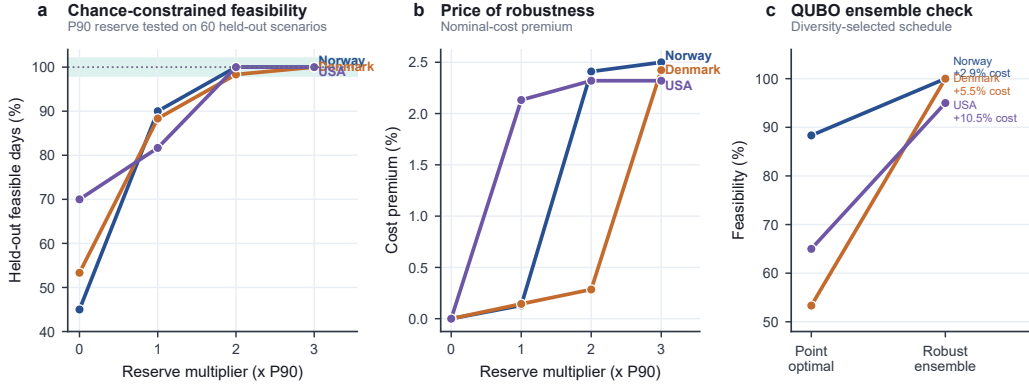 a Chance-constrained feasibility
P90 reserve tested on 60 held-out scenarios
Held-out feasible days (%)
100
90
80
70
60
50
40
0 1 2 3
Reserve multiplier (x P90)
Norway
Denmark
USA
b Price of robustness
Nominal-cost premium
Cost premium (%)
2.5
2.0
1.5
1.0
0.5
0.0
0 1 2 3
Reserve multiplier (x P90)
Norway
Denmark
USA
c QUBO ensemble check
Diversity-selected schedule
Feasibility (%)
100
90
80
70
60
50
Point
optimal
Robust
ensemble
Norway
+2.9% cost
Denmark
+5.5% cost
USA
+10.5% cost